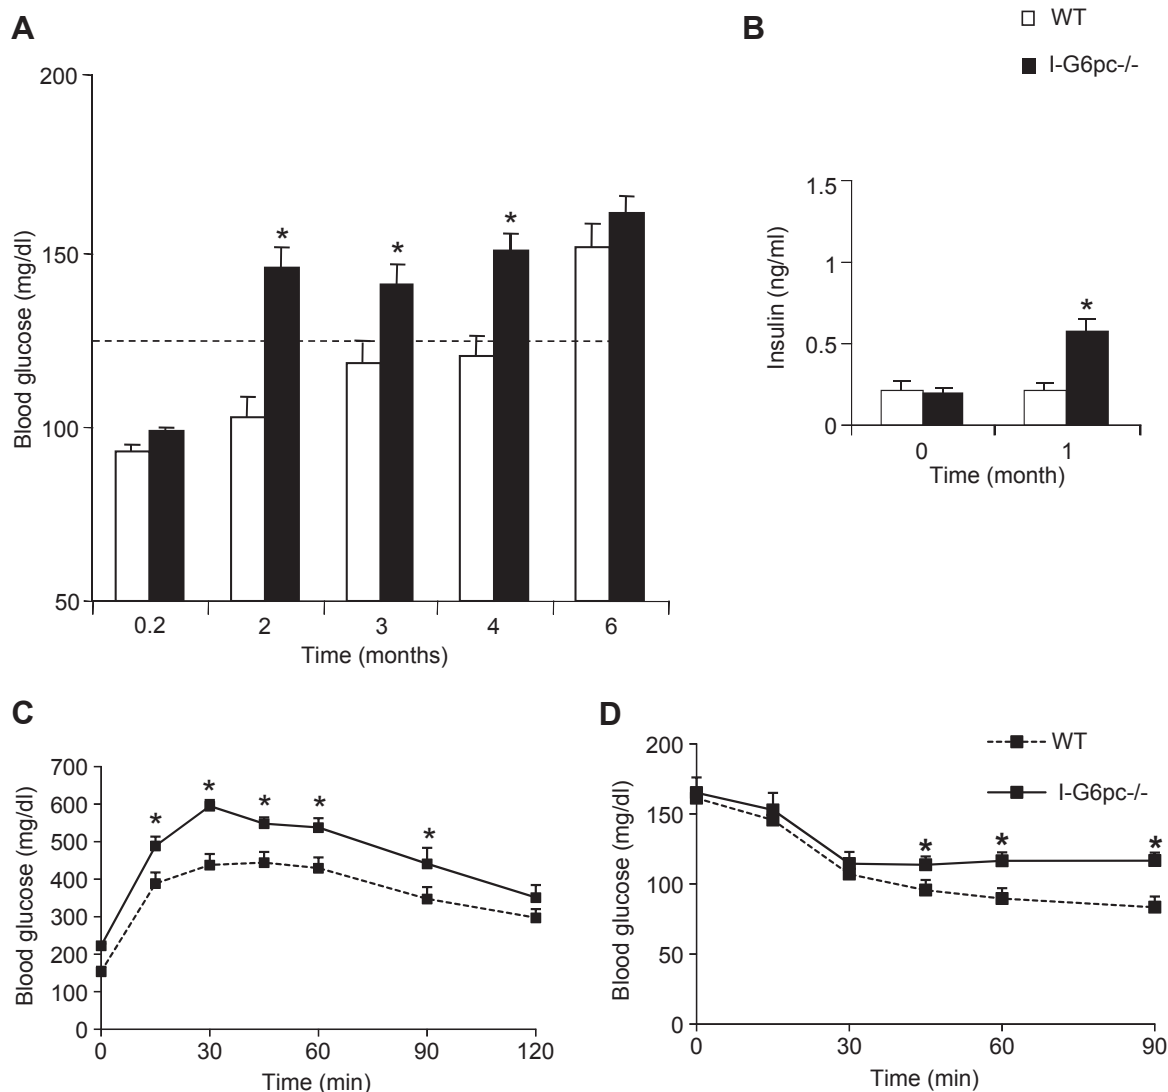 A
200
150
100
50
Blood glucose (mg/dl)
*
*
*
0.2 2 3 4 6
Time (months)
B
WT
I-G6pc-/-
1.5
1
0.5
0
Insulin (ng/ml)
*
0 1
Time (month)
C
700
600
500
400
300
200
100
0
Blood glucose (mg/dl)
* * * * *
0 30 60 90 120
Time (min)
D
WT
I-G6pc-/-
200
150
100
50
0
Blood glucose (mg/dl)
* * *
0 30 60 90
Time (min)